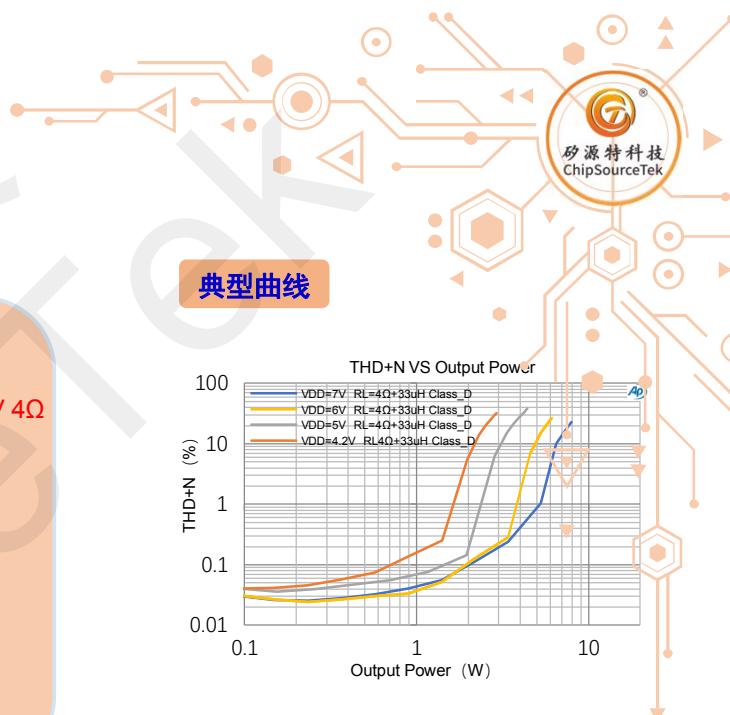 ®
矽源特科技
ChipSourceTek
Tek
典型曲线
4Ω
THD+N VS Output Power
VDD=7V RL=4Ω+33uH Class_D
VDD=6V RL=4Ω+33uH Class_D
VDD=5V RL=4Ω+33uH Class_D
VDD=4.2V RL4Ω+33uH Class_D
AP
THD+N（%）
100
10
1
0.1
0.01
0.1
1
10
Output Power（W）